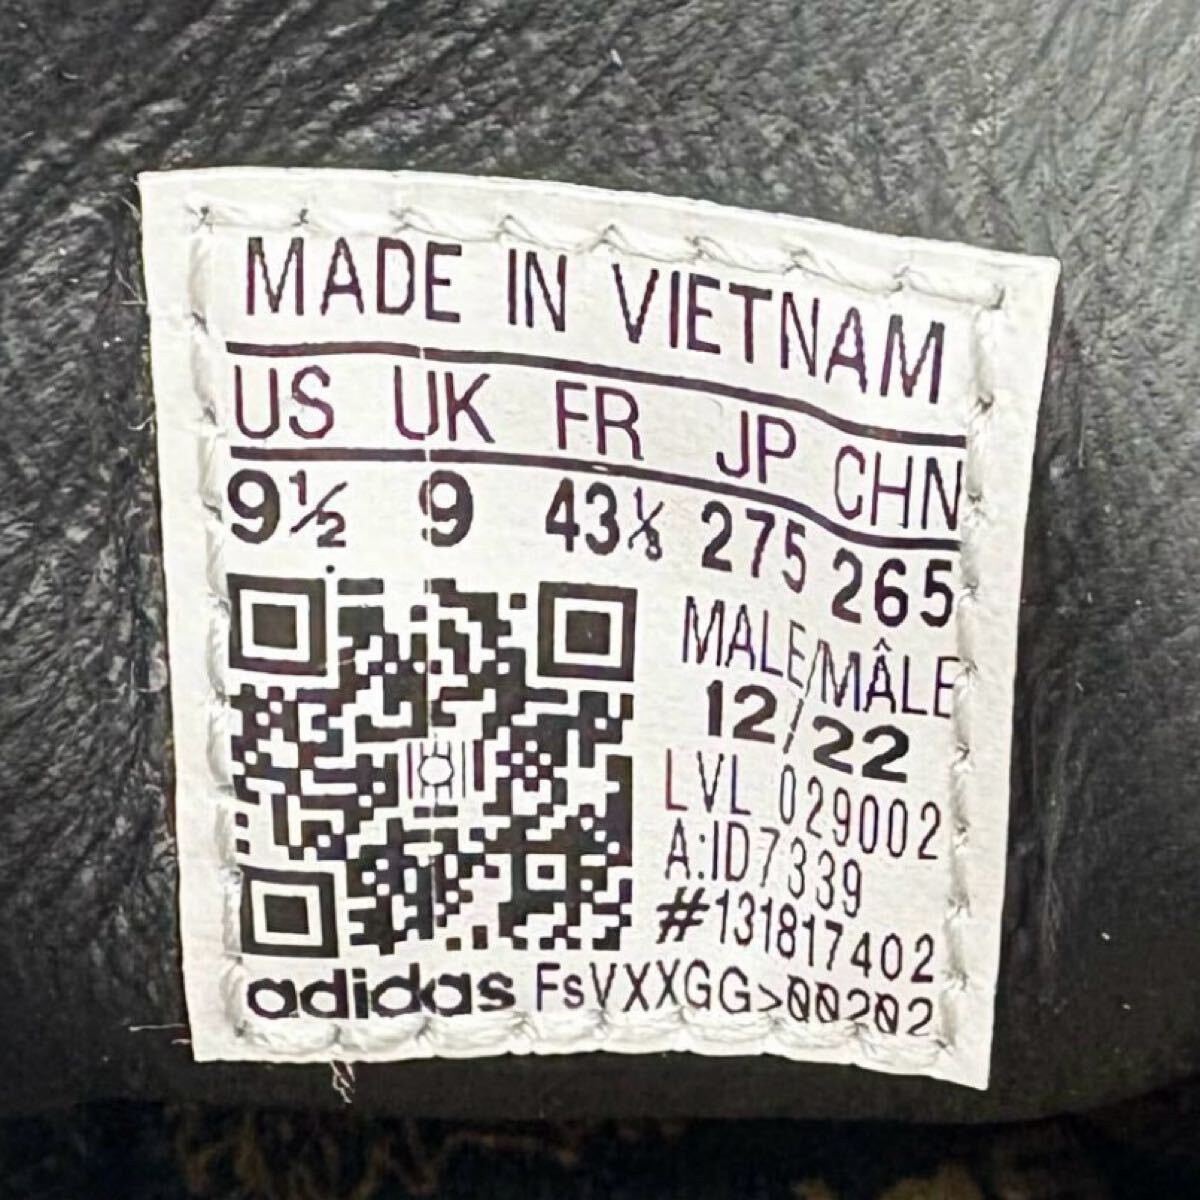 MADE IN VIETNAM
US UK FR JP CHN
9½ 9 43⅓ 275 265
MALE/MÂLE
12/22
LVL 029002
A:ID7339
#131817402
adidas FsVXXGG>00202